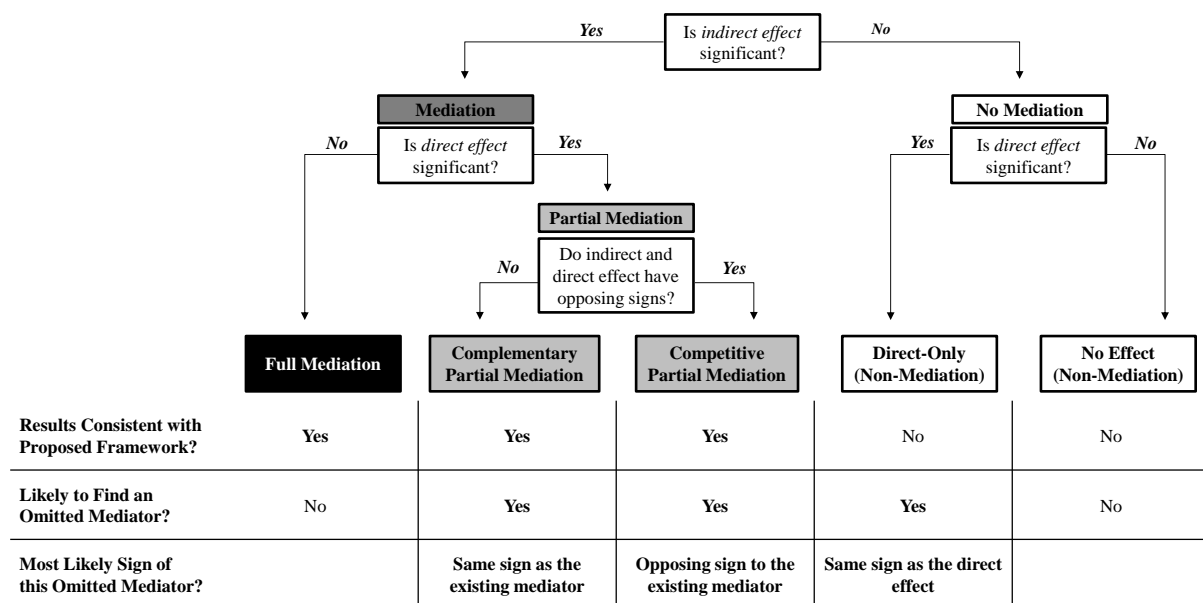 Yes
Is indirect effect
significant?
No
Mediation
No Mediation
No
Is direct effect
significant?
Yes
Yes
Is direct effect
significant?
No
Partial Mediation
No
Do indirect and
direct effect have
opposing signs?
Yes
Full Mediation
Complementary
Partial Mediation
Competitive
Partial Mediation
Direct-Only
(Non-Mediation)
No Effect
(Non-Mediation)
Results Consistent with
Proposed Framework?
Yes
Yes
Yes
No
No
Likely to Find an
Omitted Mediator?
No
Yes
Yes
Yes
No
Most Likely Sign of
this Omitted Mediator?
Same sign as the
existing mediator
Opposing sign to the
existing mediator
Same sign as the direct
effect